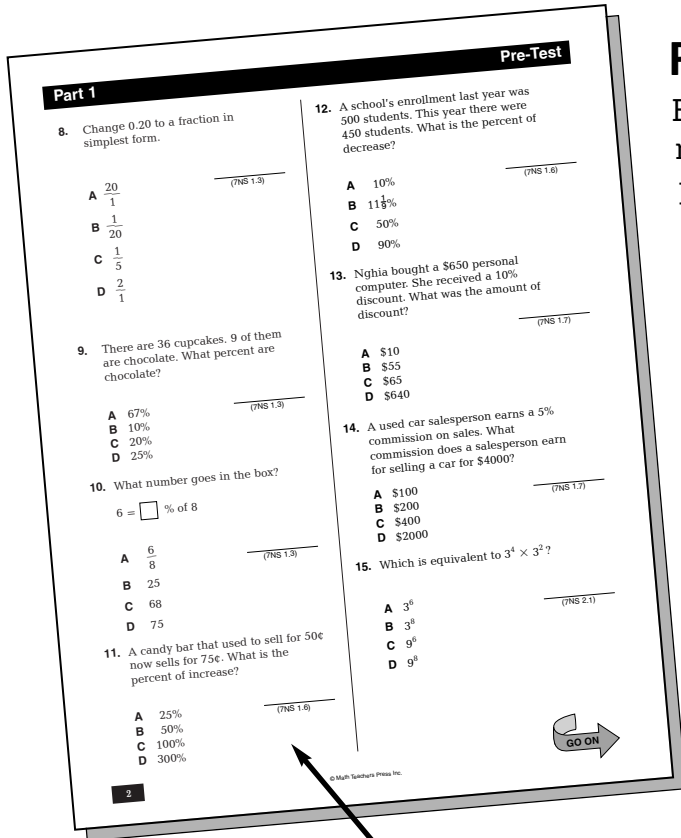 Part 1
Pre-Test
8. Change 0.20 to a fraction in
simplest form.
(7NS 1.3)
A 20/1
B 1/20
C 1/5
D 2/1
9. There are 36 cupcakes. 9 of them
are chocolate. What percent are
chocolate?
(7NS 1.3)
A 67%
B 10%
C 20%
D 25%
10. What number goes in the box?
6 = □ % of 8
(7NS 1.3)
A 6/8
B 25
C 68
D 75
11. A candy bar that used to sell for 50¢
now sells for 75¢. What is the
percent of increase?
(7NS 1.6)
A 25%
B 50%
C 100%
D 300%
12. A school's enrollment last year was
500 students. This year there were
450 students. What is the percent of
decrease?
(7NS 1.6)
A 10%
B 11 1/9%
C 50%
D 90%
13. Nghia bought a $650 personal
computer. She received a 10%
discount. What was the amount of
discount?
(7NS 1.7)
A $10
B $55
C $65
D $640
14. A used car salesperson earns a 5%
commission on sales. What
commission does a salesperson earn
for selling a car for $4000?
(7NS 1.7)
A $100
B $200
C $400
D $2000
15. Which is equivalent to 3⁴ × 3²?
(7NS 2.1)
A 3⁶
B 3⁸
C 9⁶
D 9⁸
GO ON
2
© Math Teachers Press Inc.